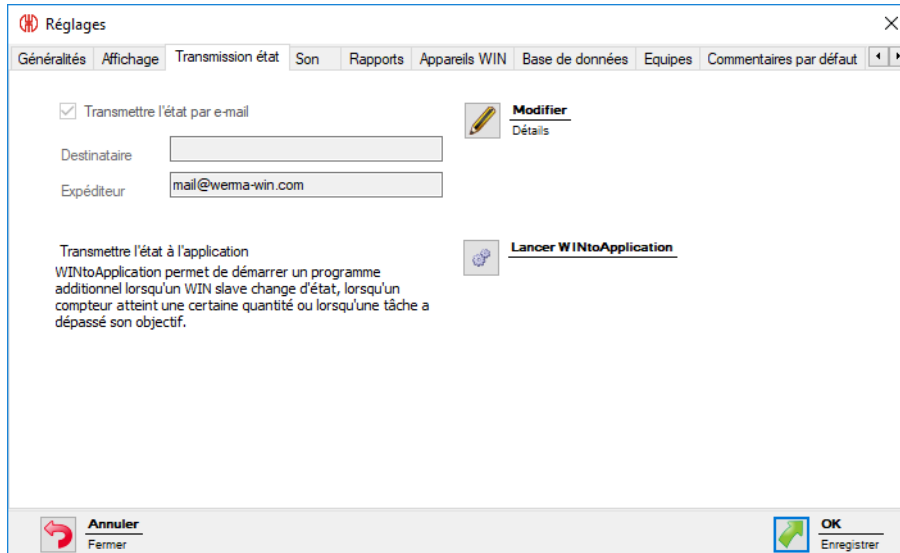 Réglages
Généralités Affichage Transmission état Son Rapports Appareils WIN Base de données Equipes Commentaires par défaut
Transmettre l'état par e-mail
Modifier
Détails
Destinataire
Expéditeur mail@werma-win.com
Transmettre l'état à l'application
Lancer WINtoApplication
WINtoApplication permet de démarrer un programme
additionnel lorsqu'un WIN slave change d'état, lorsqu'un
compteur atteint une certaine quantité ou lorsqu'une tâche a
dépassé son objectif.
Annuler
Fermer
OK
Enregistrer